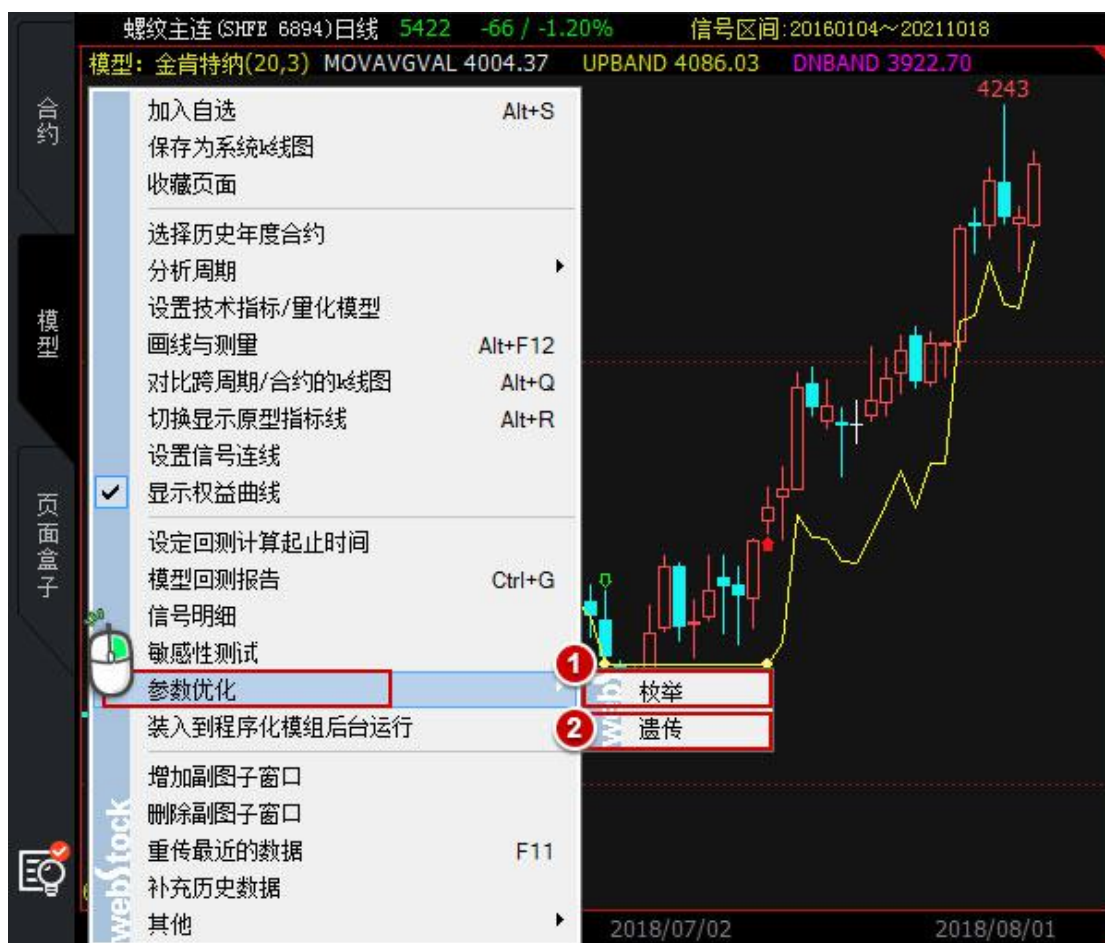 螺纹主连(SHFE 6894)日线 5422 -66 / -1.20% 信号区间:20160104～20211018
模型: 金肯特纳(20,3) MOVAVGVAL 4004.37 UPBAND 4086.03 DNBAND 3922.70
4243
合约
模型
页面盒子
加入自选 Alt+S
保存为系统k线图
收藏页面
选择历史年度合约
分析周期
设置技术指标/量化模型
画线与测量 Alt+F12
对比跨周期/合约的k线图 Alt+Q
切换显示原型指标线 Alt+R
设置信号连线
显示权益曲线
设定回测计算起止时间
模型回测报告 Ctrl+G
信号明细
敏感性测试
参数优化
1 枚举
装入到程序化模组后台运行
2 遗传
增加副图子窗口
删除副图子窗口
重传最近的数据 F11
补充历史数据
其他
webStock
2018/07/02 2018/08/01